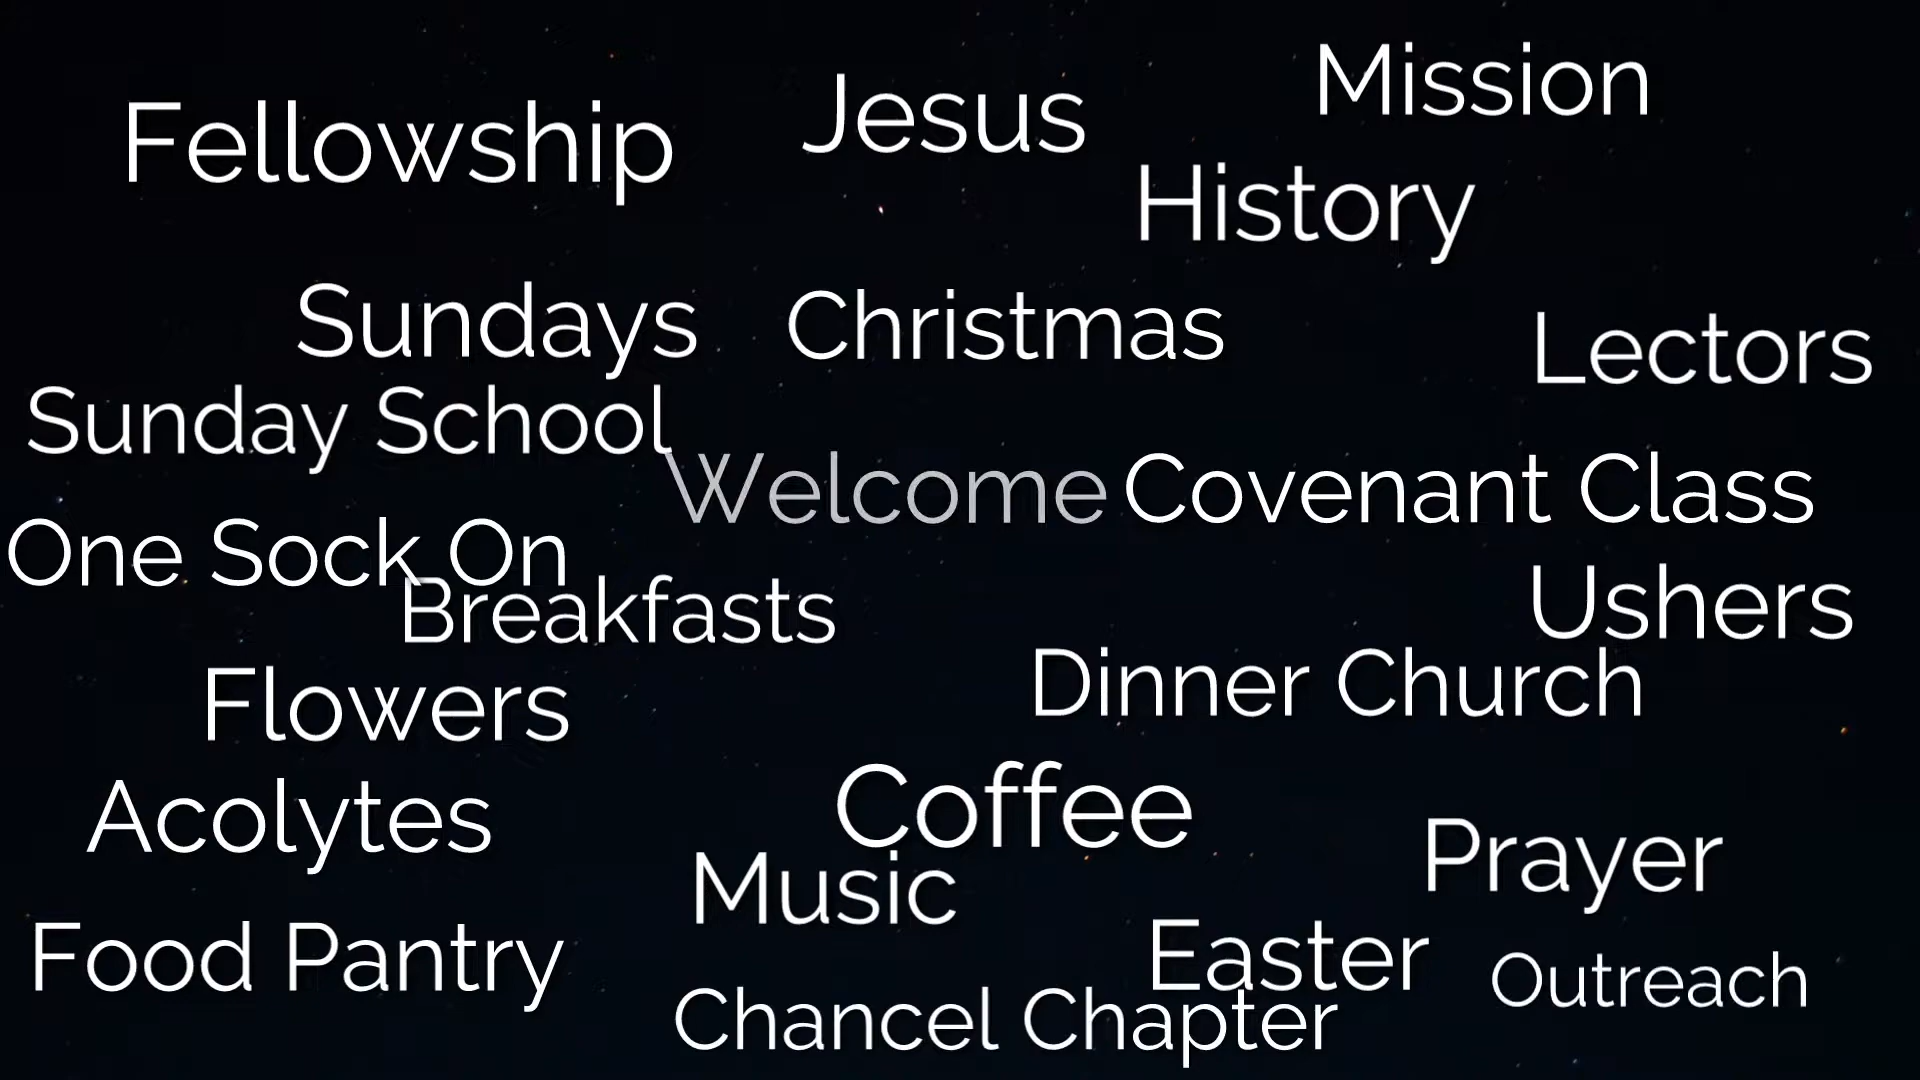 Mission
Jesus
Fellowship
History
Sundays
Christmas
Lectors
Sunday School
Welcome
Covenant Class
One Sock On
Breakfasts
Ushers
Dinner Church
Flowers
Coffee
Acolytes
Prayer
Music
Food Pantry
Easter
Outreach
Chancel Chapter